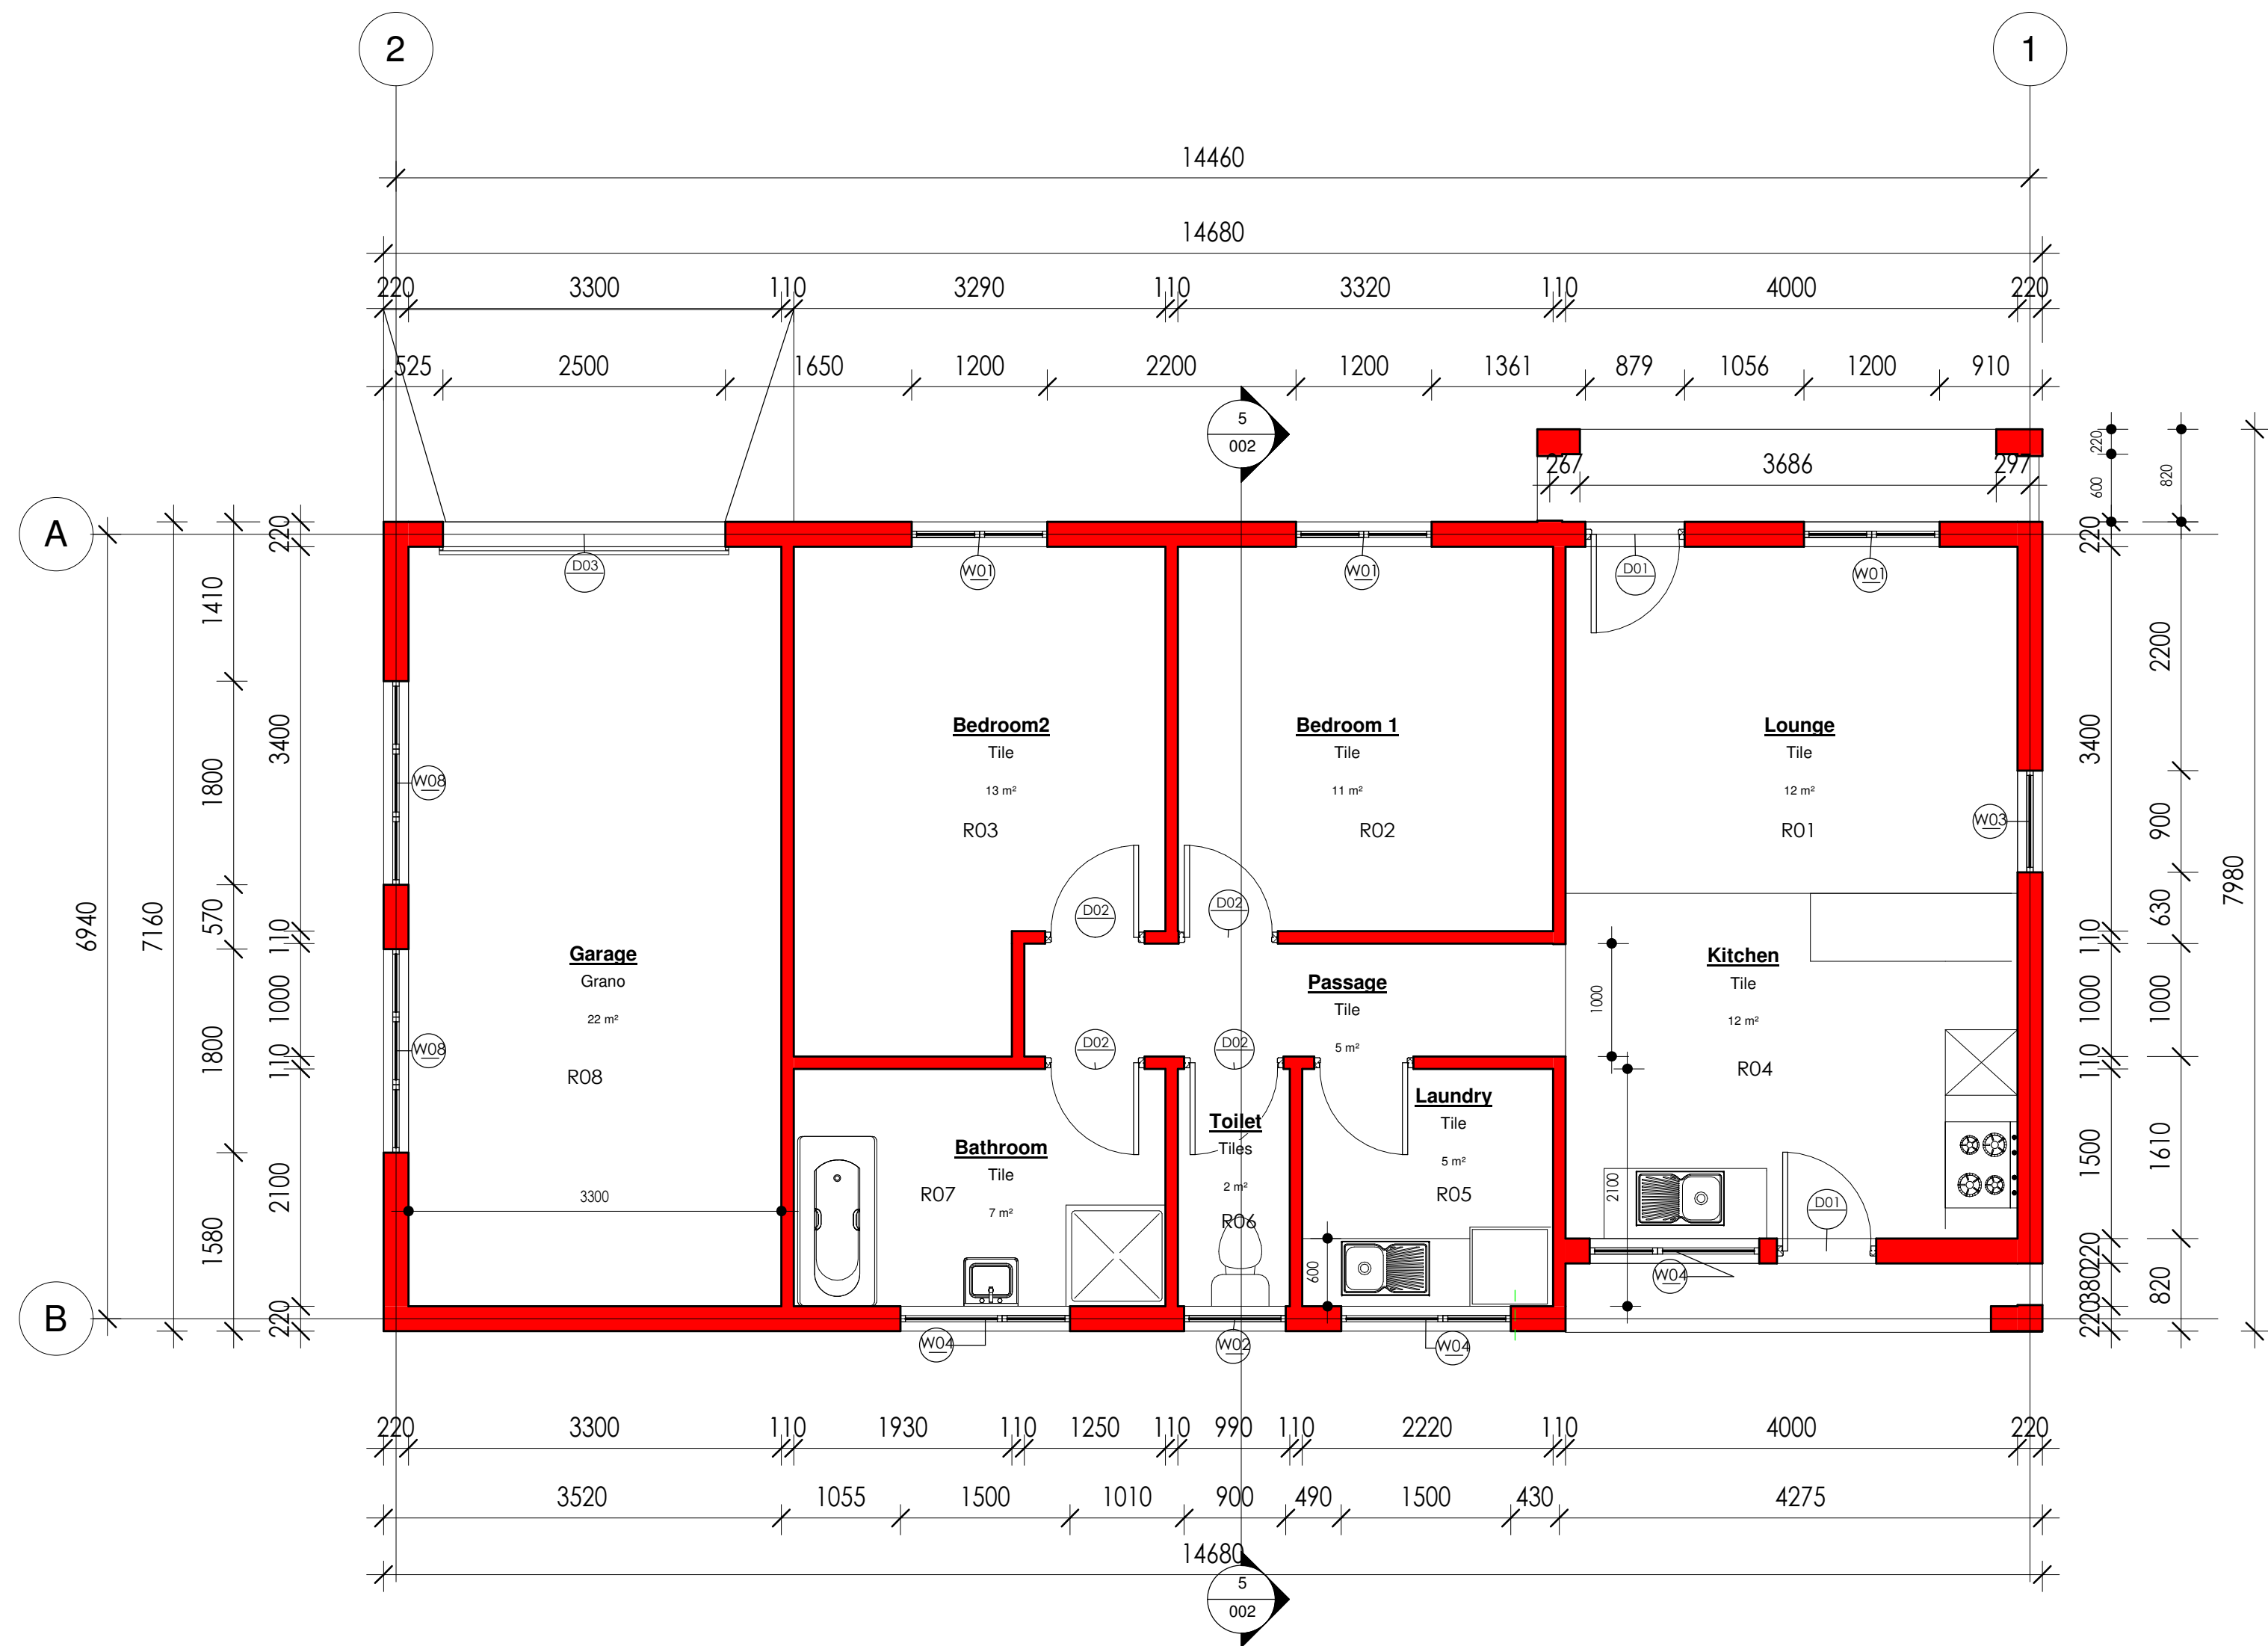 2
1
14460
14680
220 3300 110 3290 110 3320 110 4000 220
525 2500 1650 1200 2200 1200 1361 879 1056 1200 910
5
002
267 3686 297
220
600
820
A
D03
W01
W01
D01
W01
220
1410
220
2200
Bedroom2
Tile
13 m²
R03
Bedroom 1
Tile
11 m²
R02
Lounge
Tile
12 m²
R01
3400
1800
W08
W03
3400
900
7980
D02
D02
6940
7160
570
110
630
110
Garage
Grano
22 m²
R08
Passage
Tile
5 m²
Kitchen
Tile
12 m²
R04
1000
1000
1000
1000
1800
W08
D02
D02
110
110
Bathroom
Tile
7 m²
R07
Toilet
Tiles
2 m²
R06
Laundry
Tile
5 m²
R05
2100
1580
3300
2100
1500
1610
D01
600
W04
220
380
220
820
B
220
W04
W02
W04
220 3300 110 1930 110 1250 110 990 110 2220 110 4000 220
3520 1055 1500 1010 900 490 1500 430 4275
14680
5
002